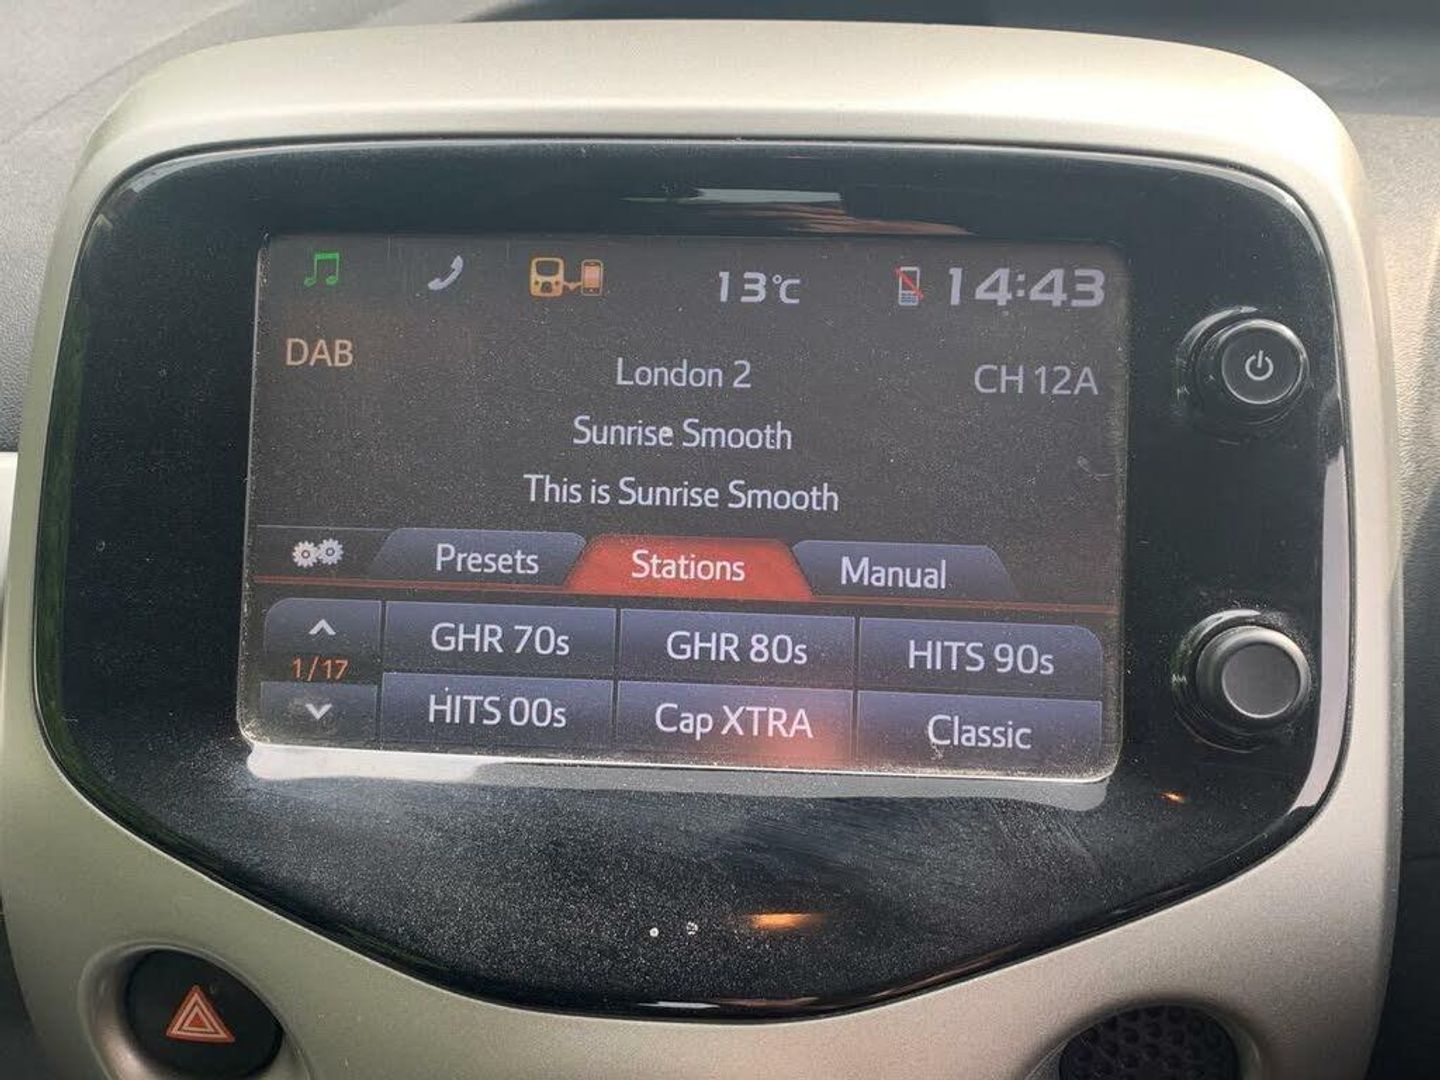 13°C
14:43
DAB
London 2
CH 12A
Sunrise Smooth
This is Sunrise Smooth
Presets
Stations
Manual
GHR 70s
GHR 80s
HITS 90s
1/17
HITS 00s
Cap XTRA
Classic